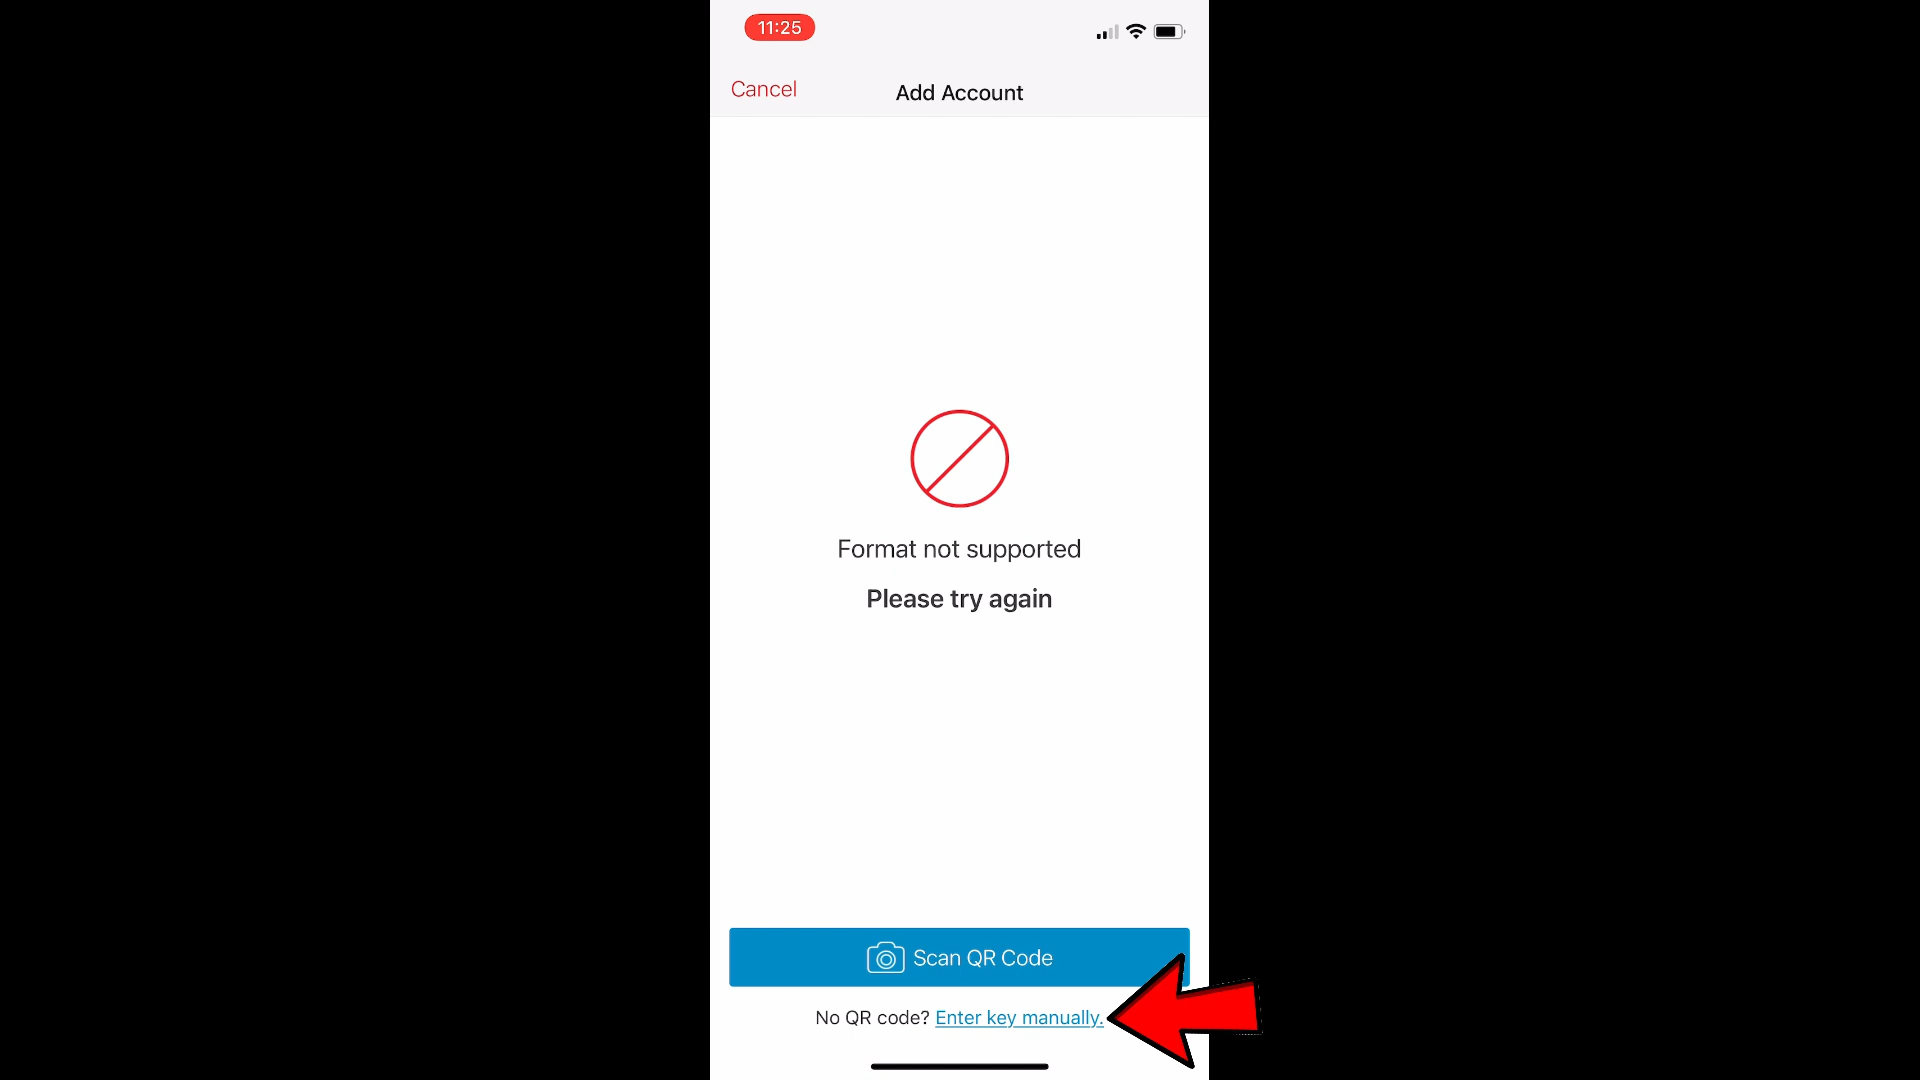 11:25
Cancel
Add Account
Format not supported
Please try again
Scan QR Code
No QR code? Enter key manually.